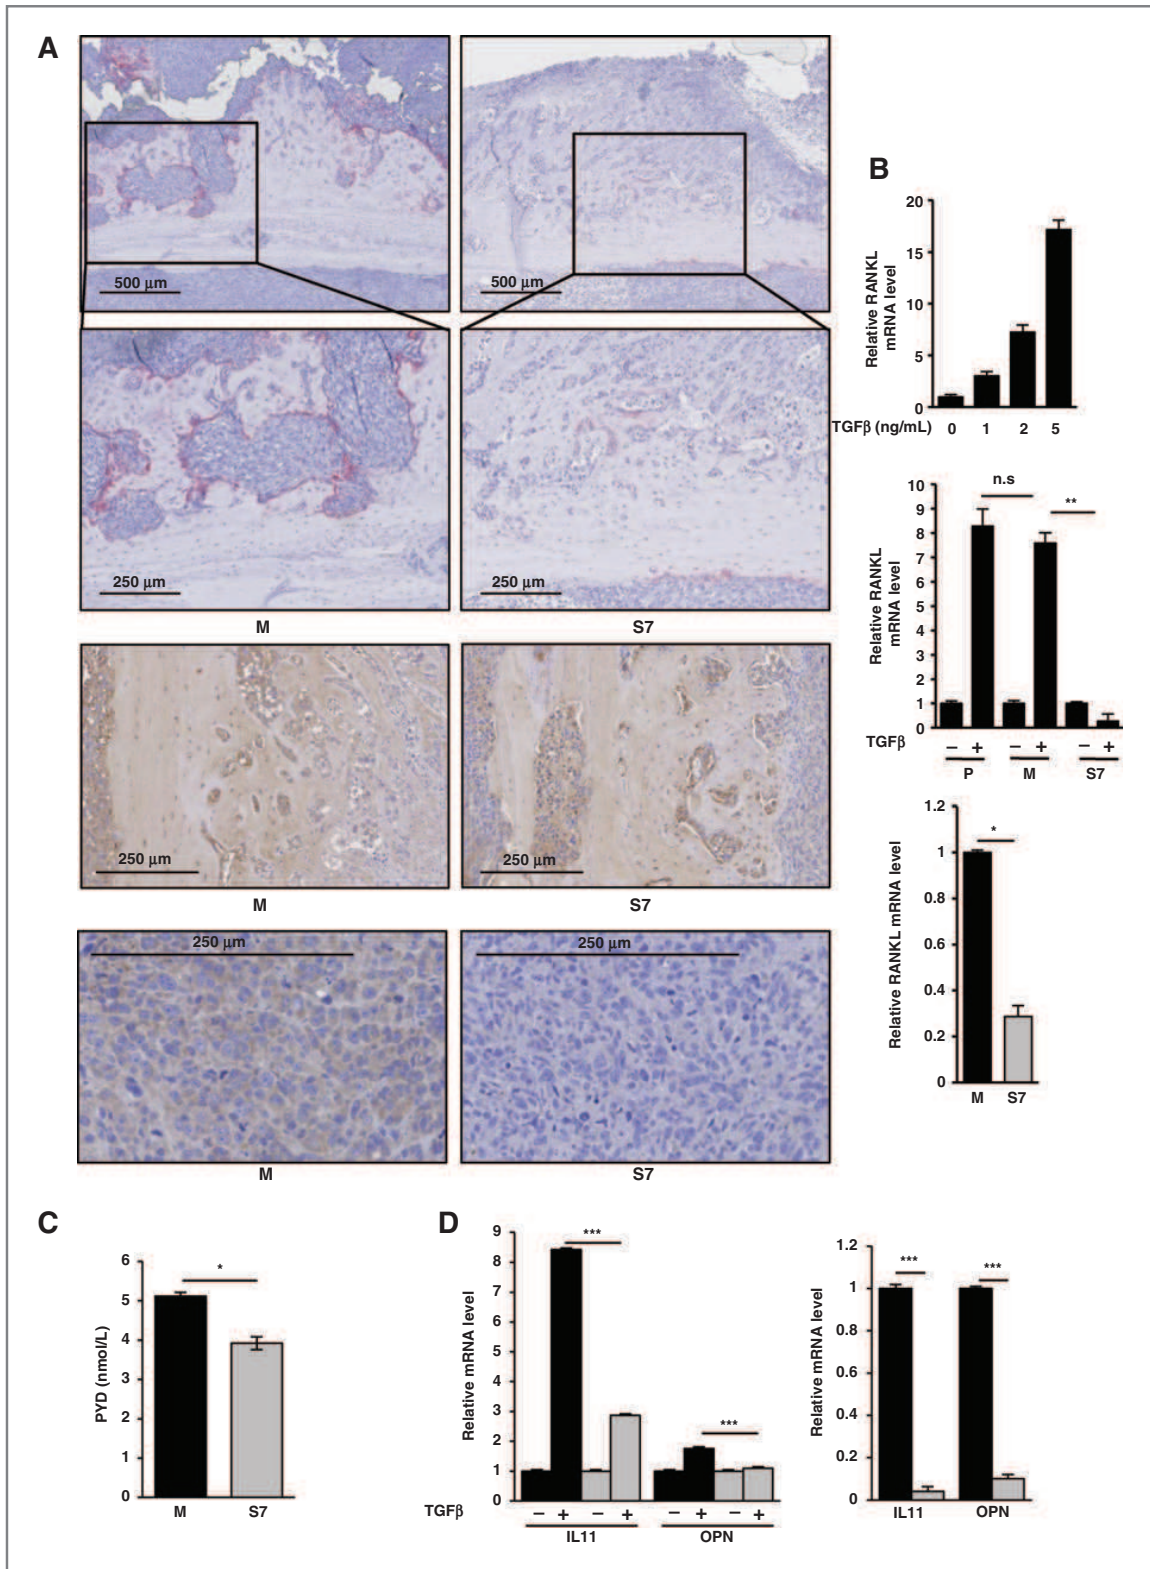 A
500 μm
500 μm
250 μm
250 μm
M
S7
250 μm
250 μm
M
S7
250 μm
250 μm
M
S7
B
Relative RANKL
mRNA level
20
15
10
5
0
TGFβ (ng/mL)
0 1 2 5
Relative RANKL
mRNA level
10
9
8
7
6
5
4
3
2
1
0
n.s
**
TGFβ
– + – + – +
P M S7
Relative RANKL mRNA level
1.2
1
0.8
0.6
0.4
0.2
0
*
M S7
C
PYD (nmol/L)
6
5
4
3
2
1
0
*
M S7
D
Relative mRNA level
9
8
7
6
5
4
3
2
1
0
***
***
TGFβ
– + – + – + – +
IL11 OPN
Relative mRNA level
1.2
1
0.8
0.6
0.4
0.2
0
*** ***
IL11 OPN